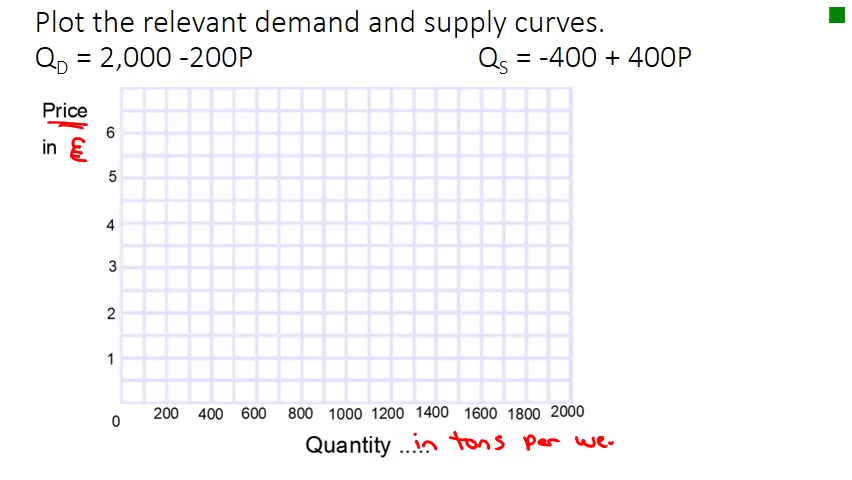 Plot the relevant demand and supply curves.
QD = 2,000 -200P QS = -400 + 400P
Price
in £
6
5
4
3
2
1
0 200 400 600 800 1000 1200 1400 1600 1800 2000
Quantity ..... in tons per we